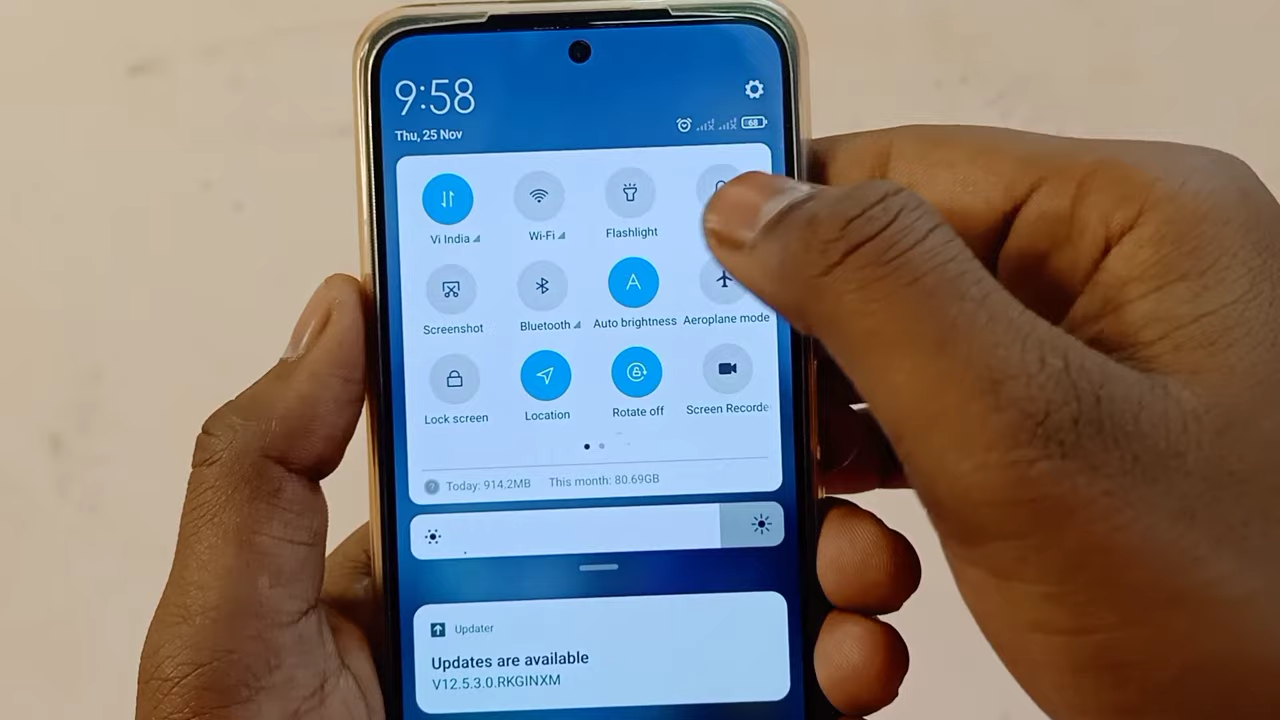 9:58
Thu, 25 Nov
68
Vi India Wi-Fi Flashlight
A
Screenshot Bluetooth Auto brightness Aeroplane mode
Lock screen Location Rotate off Screen Recorde
? Today: 914.2MB This month: 80.69GB
Updater
Updates are available
V12.5.3.0.RKGINXM